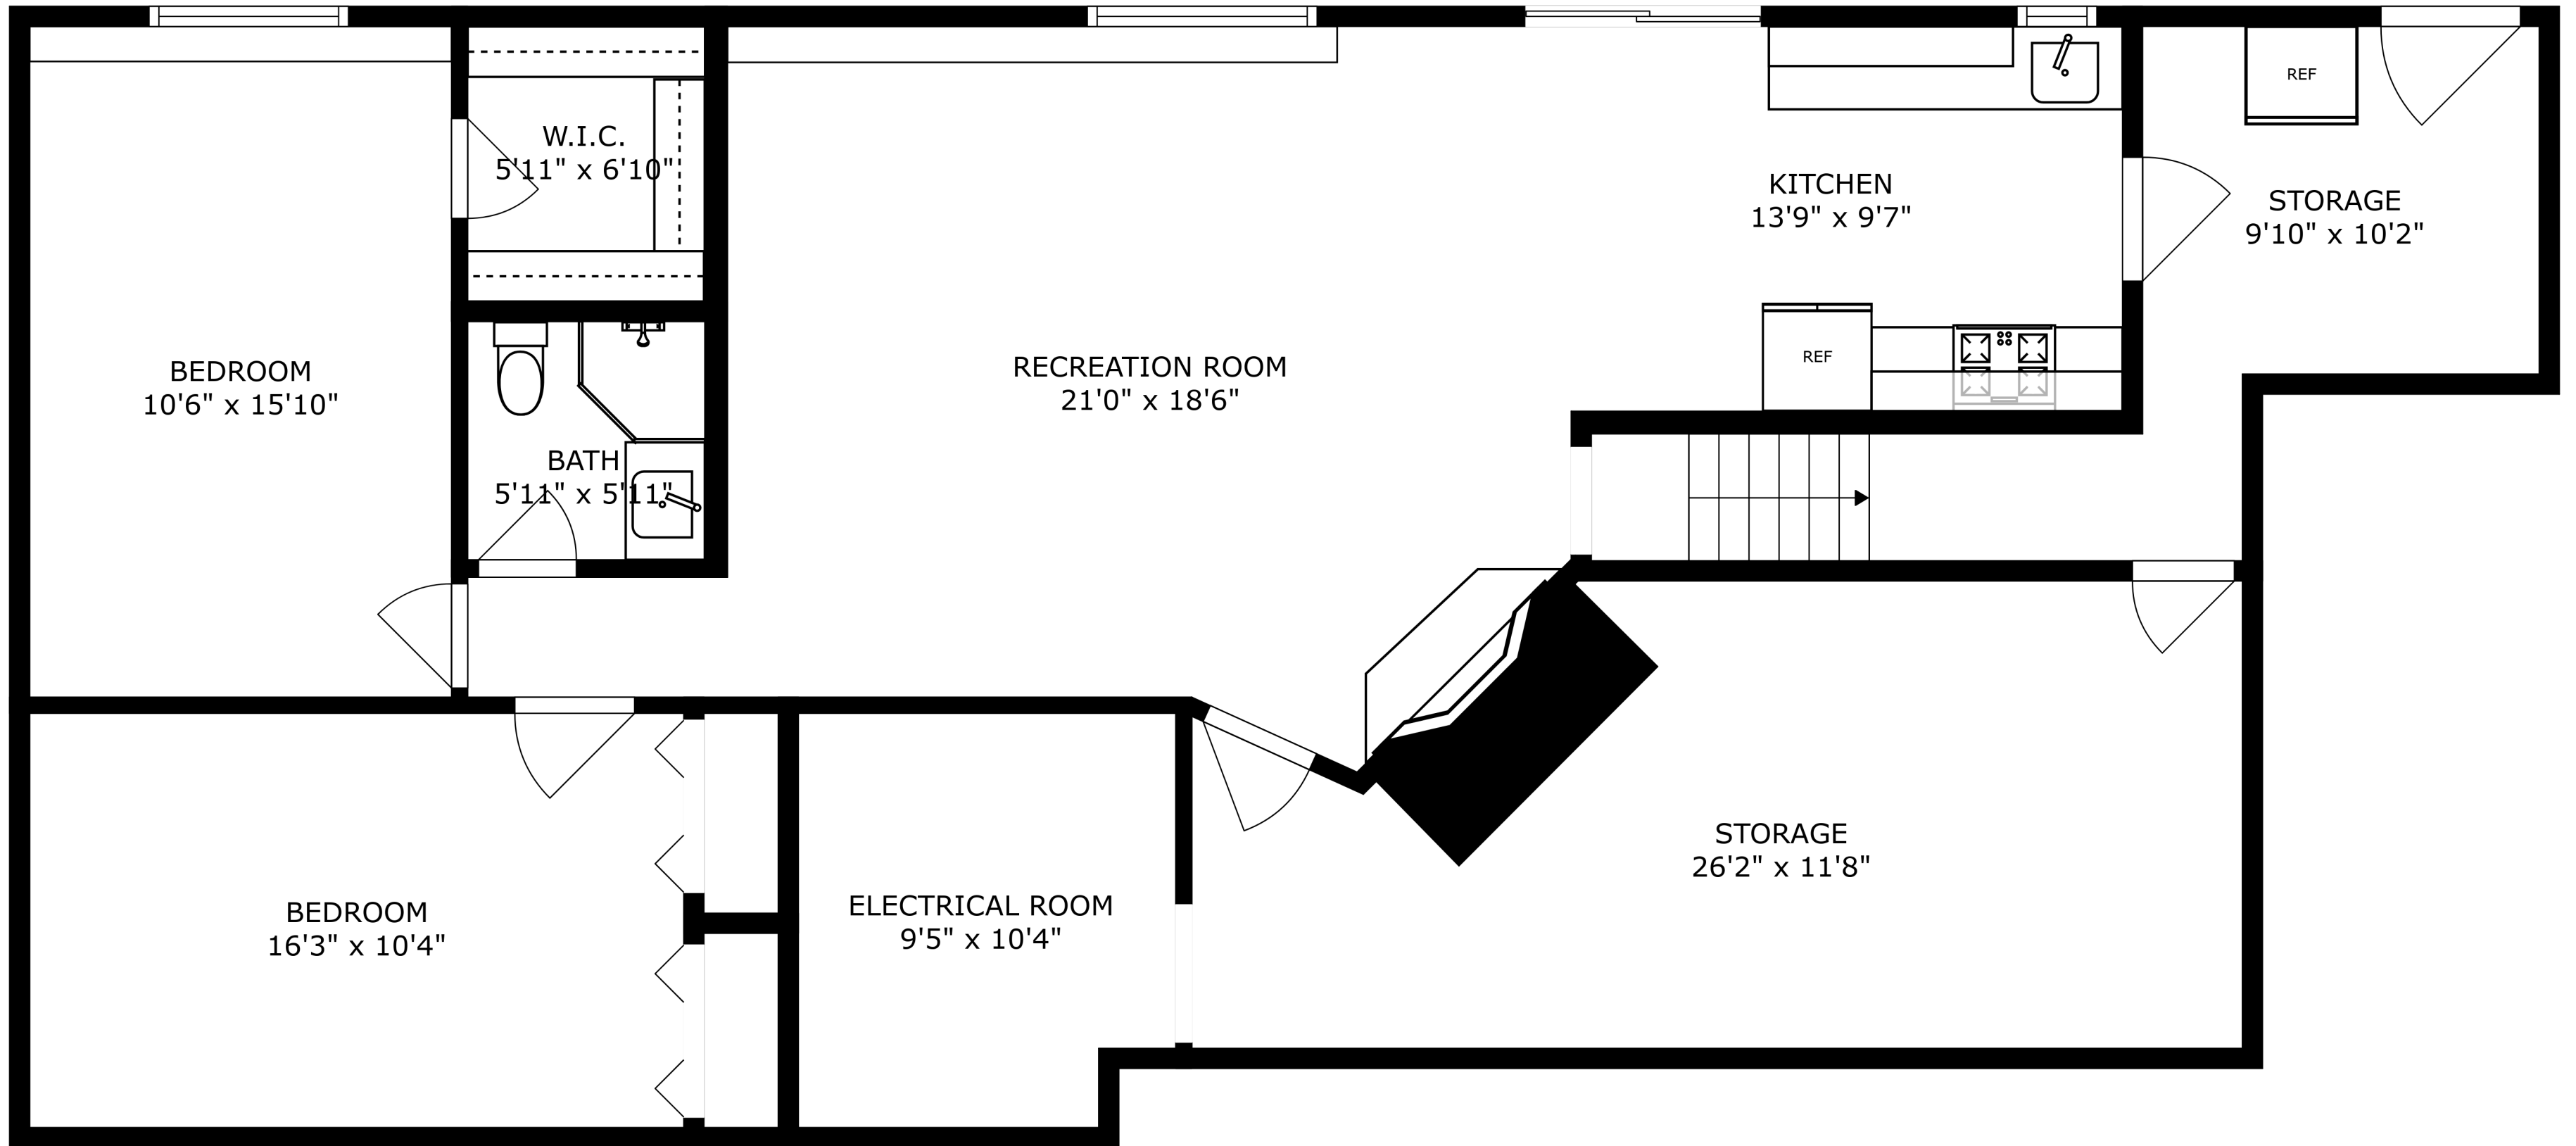 W.I.C.
5'11" x 6'10"
REF
KITCHEN
13'9" x 9'7"
STORAGE
9'10" x 10'2"
BEDROOM
10'6" x 15'10"
RECREATION ROOM
21'0" x 18'6"
REF
BATH
5'11" x 5'11"
STORAGE
26'2" x 11'8"
BEDROOM
16'3" x 10'4"
ELECTRICAL ROOM
9'5" x 10'4"